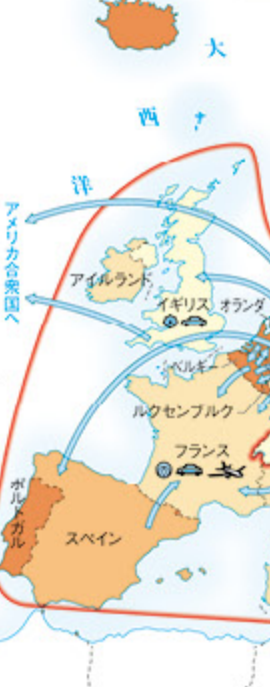 大
西
洋
アメリカ合衆国へ
アイルランド
イギリス
オランダ
ベルギー
ルクセンブルク
フランス
ポルトガル
スペイン